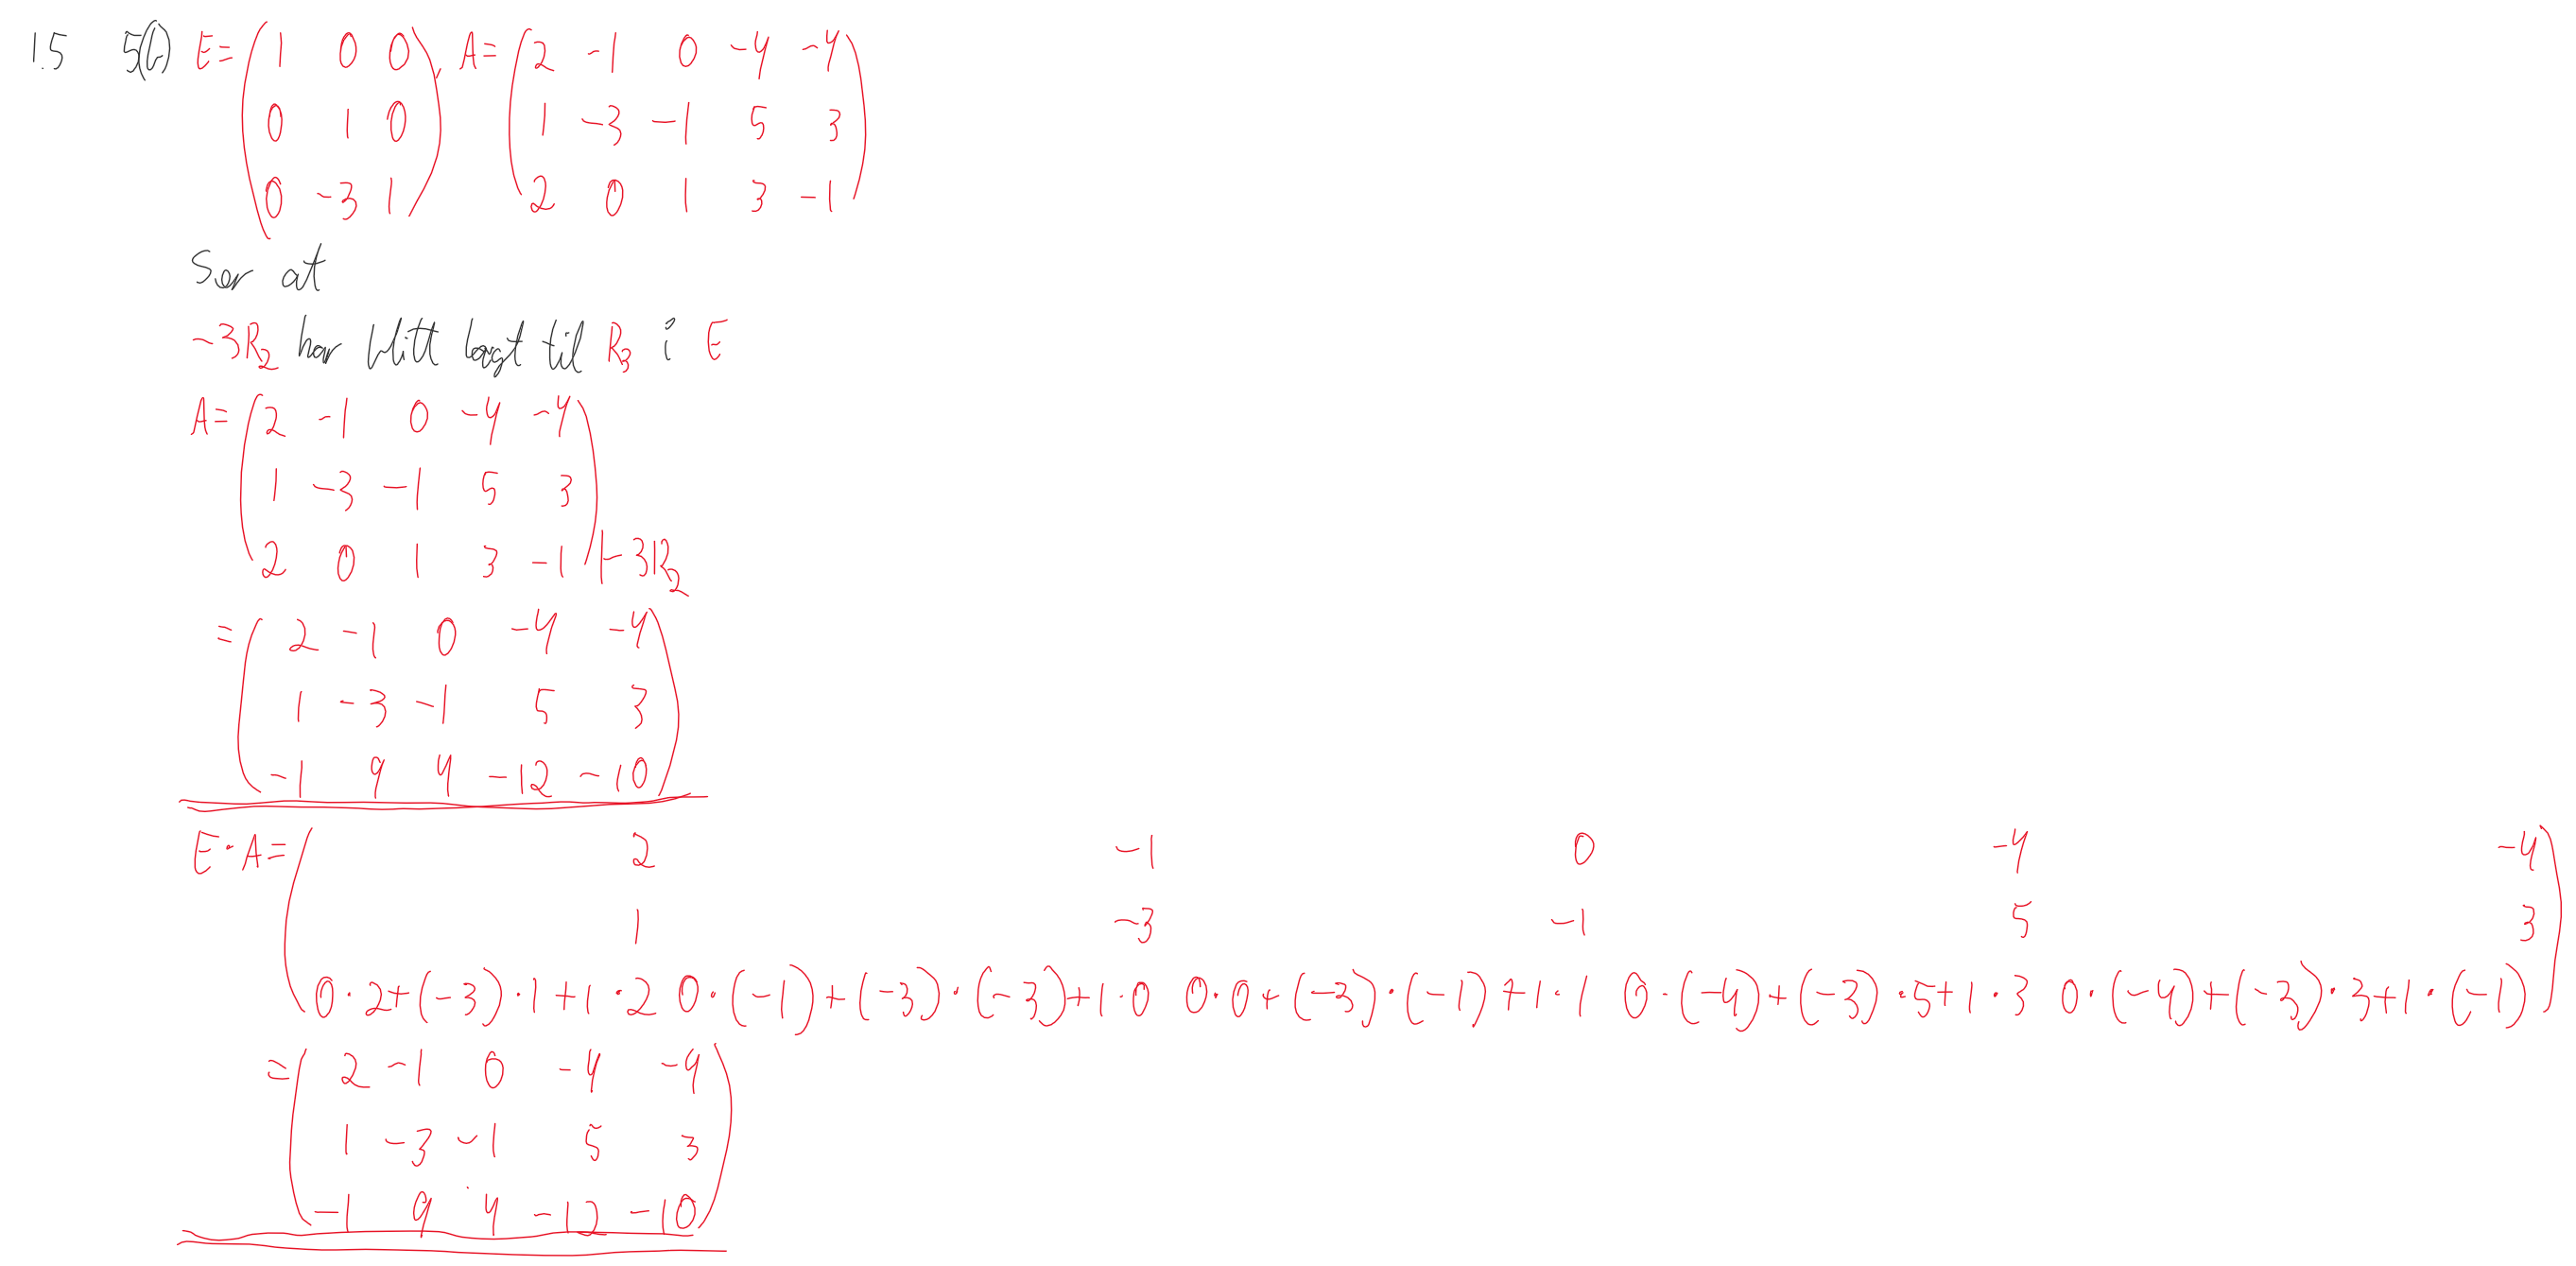 1.5 5(b) E= ( 1 0 0 ), A= ( 2 -1 0 -4 -4 )
0 1 0 1 -3 -1 5 3
0 -3 1 2 0 1 3 -1
Ser at
-3R₂ har blitt lagt til R₃ i E
A= ( 2 -1 0 -4 -4 )
1 -3 -1 5 3
2 0 1 3 -1 |-3R₂
= ( 2 -1 0 -4 -4 )
1 -3 -1 5 3
-1 9 4 -12 -10
E·A= ( 2 -1 0 -4 -4 )
1 -3 -1 5 3
0·2+(-3)·1+1·2 0·(-1)+(-3)·(-3)+1·0 0·0+(-3)·(-1)+1·1 0·(-4)+(-3)·5+1·3 0·(-4)+(-3)·3+1·(-1)
= ( 2 -1 0 -4 -4 )
1 -3 -1 5 3
-1 9 4 -12 -10